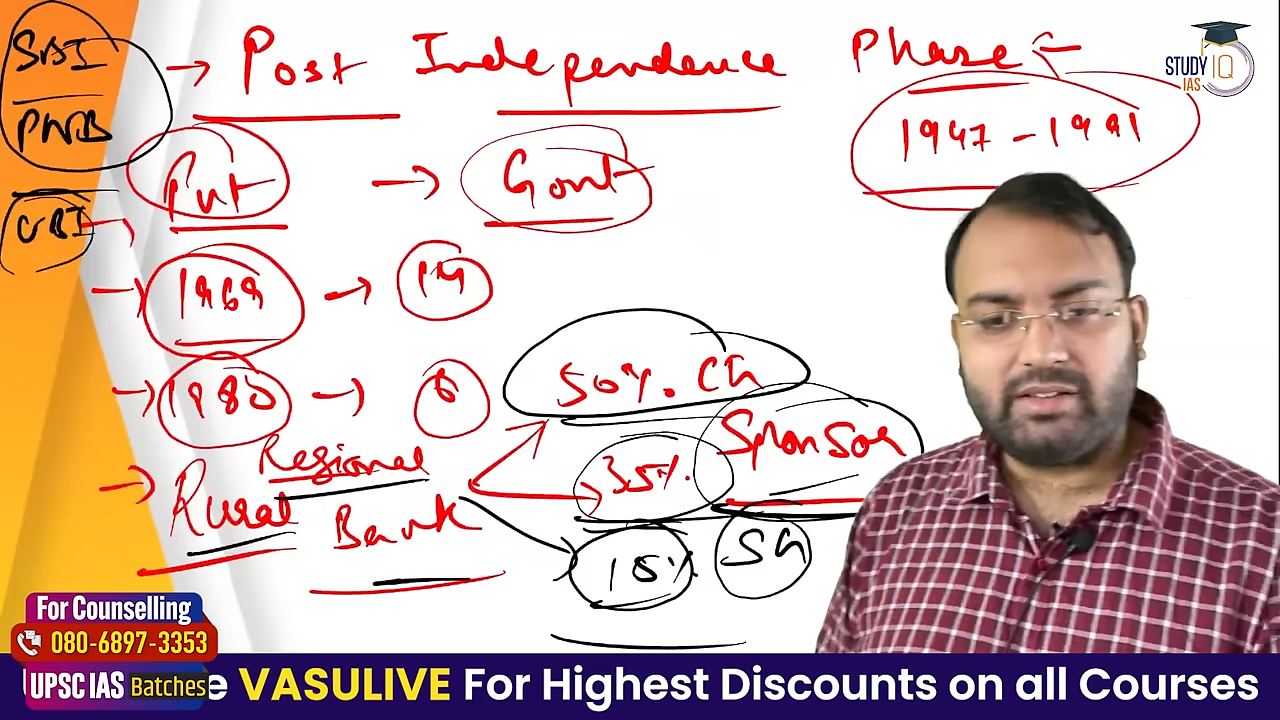 SBI
PNB
UBI
→ Post Independence Phase ←
1947 - 1991
Pvt → Govt
→ 1969 → 14
→ 1980 → 6
→ Regional
Rural Bank
50%. CG
35%. Sponsor
15% SG
STUDY IQ
IAS
For Counselling
080-6897-3353
UPSC IAS Batches
e VASULIVE For Highest Discounts on all Courses